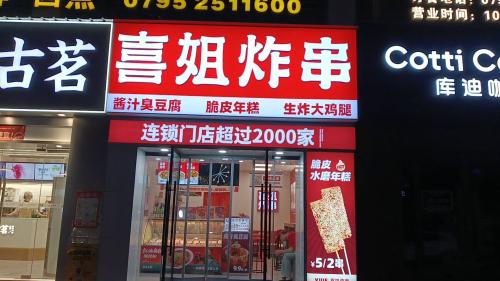 0795 2511600
营业时间：10
古茗
喜姐炸串
Cotti Co
库迪咖
酱汁臭豆腐 脆皮年糕 生炸大鸡腿
连锁门店超过2000家
脆皮
水磨年糕
¥5/2串